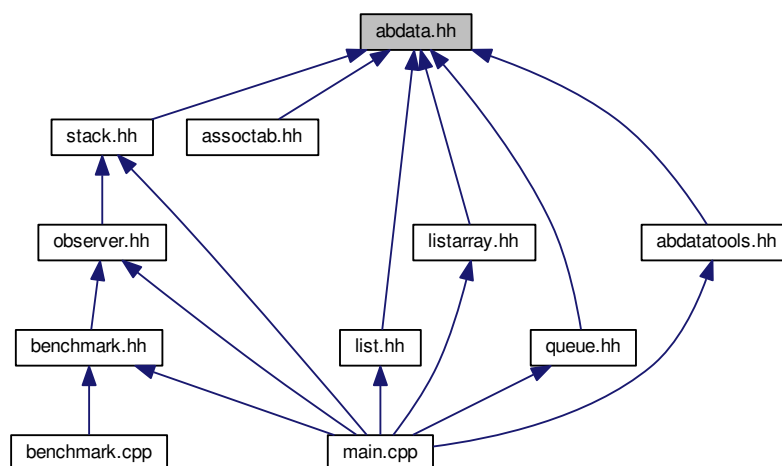 abdata.hh
stack.hh
assoctab.hh
observer.hh
listarray.hh
abdatatools.hh
benchmark.hh
list.hh
queue.hh
benchmark.cpp
main.cpp